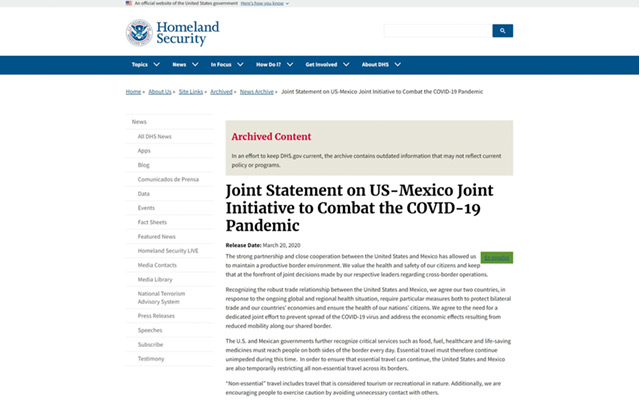 An official website of the United States government Here's how you know
Homeland
Security
Topics News In Focus How Do I? Get Involved About DHS
Home » About Us » Site Links » Archived » News Archive » Joint Statement on US-Mexico Joint Initiative to Combat the COVID-19 Pandemic
News
All DHS News
Apps
Blog
Comunicados de Prensa
Data
Events
Fact Sheets
Featured News
Homeland Security LIVE
Media Contacts
Media Library
National Terrorism
Advisory System
Press Releases
Speeches
Subscribe
Testimony
Archived Content
In an effort to keep DHS.gov current, the archive contains outdated information that may not reflect current
policy or programs.
Joint Statement on US-Mexico Joint
Initiative to Combat the COVID-19
Pandemic
Release Date: March 20, 2020
En español
The strong partnership and close cooperation between the United States and Mexico has allowed us
to maintain a productive border environment. We value the health and safety of our citizens and keep
that at the forefront of joint decisions made by our respective leaders regarding cross-border operations.
Recognizing the robust trade relationship between the United States and Mexico, we agree our two countries, in
response to the ongoing global and regional health situation, require particular measures both to protect bilateral
trade and our countries' economies and ensure the health of our nations' citizens. We agree to the need for a
dedicated joint effort to prevent spread of the COVID-19 virus and address the economic effects resulting from
reduced mobility along our shared border.
The U.S. and Mexican governments further recognize critical services such as food, fuel, healthcare and life-saving
medicines must reach people on both sides of the border every day. Essential travel must therefore continue
unimpeded during this time. In order to ensure that essential travel can continue, the United States and Mexico
are also temporarily restricting all non-essential travel across its borders.
"Non-essential" travel includes travel that is considered tourism or recreational in nature. Additionally, we are
encouraging people to exercise caution by avoiding unnecessary contact with others.